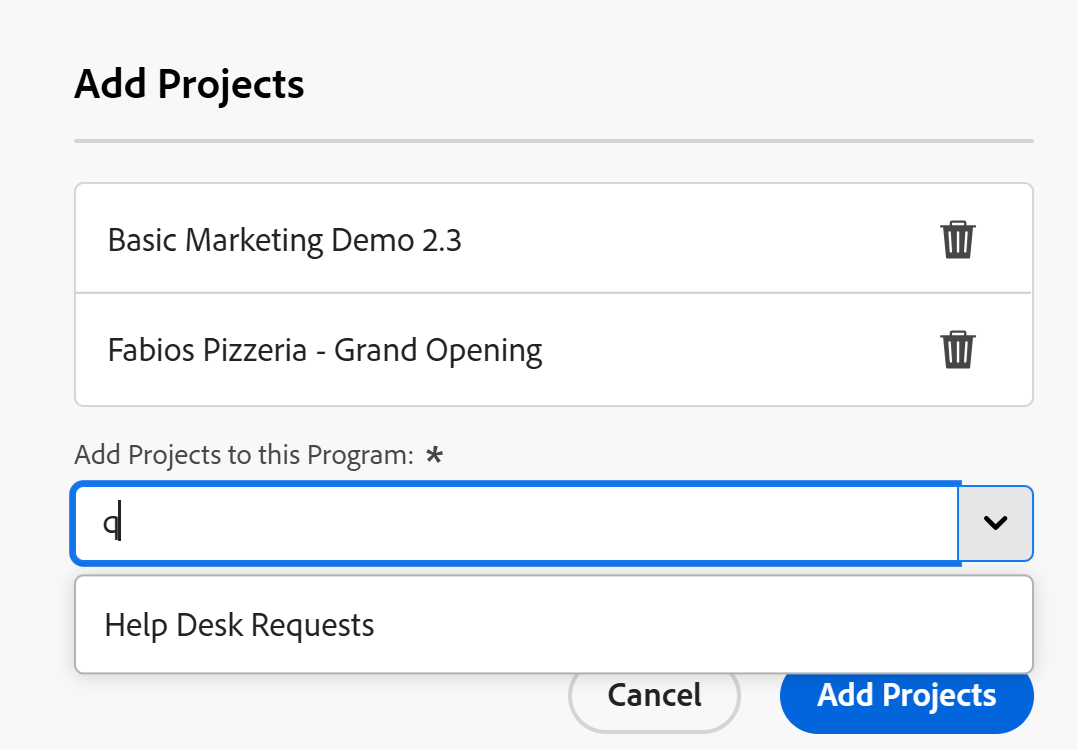 Add Projects
Basic Marketing Demo 2.3
Fabios Pizzeria - Grand Opening
Add Projects to this Program: *
q
Help Desk Requests
Cancel
Add Projects